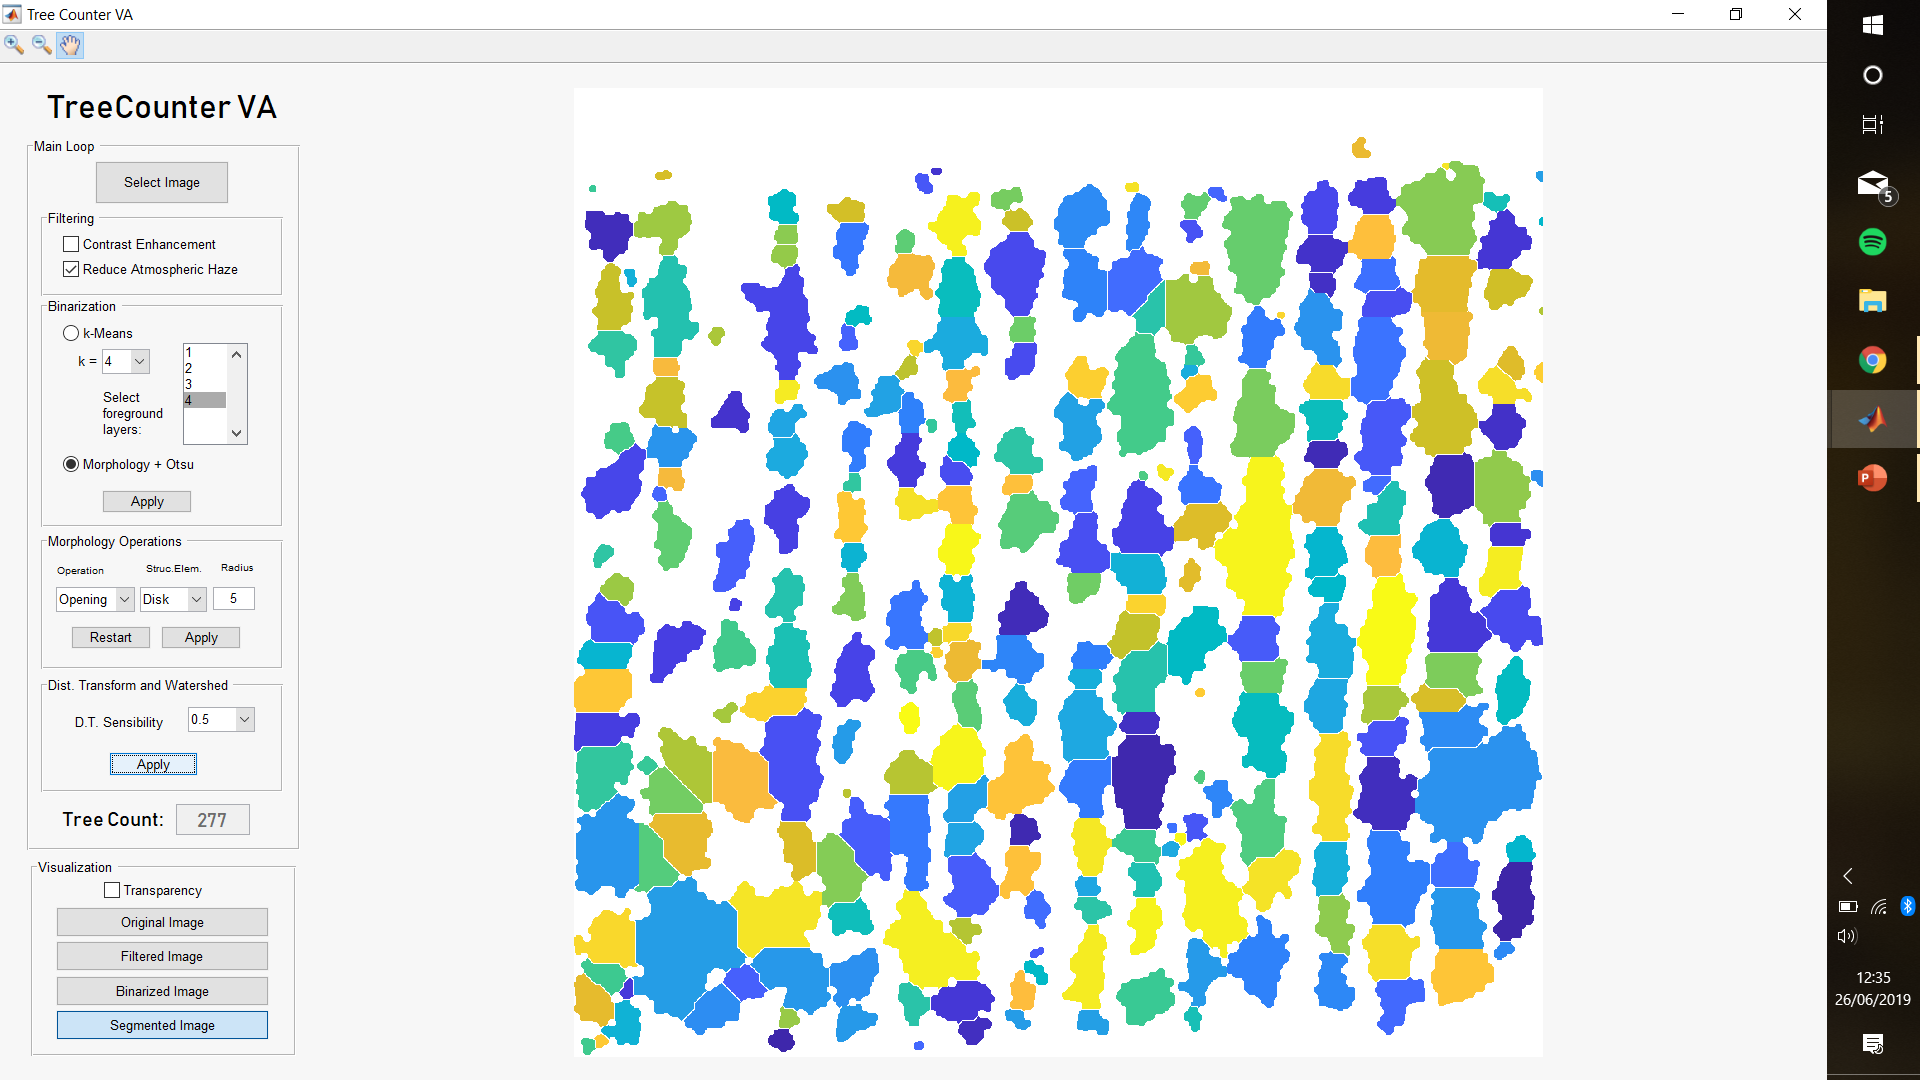 Tree Counter VA
TreeCounter VA
Main Loop
Select Image
Filtering
Contrast Enhancement
Reduce Atmospheric Haze
Binarization
k-Means
k = 4
1
2
3
4
Select
foreground
layers:
Morphology + Otsu
Apply
Morphology Operations
Operation Struc.Elem. Radius
Opening Disk 5
Restart Apply
Dist. Transform and Watershed
D.T. Sensibility 0.5
Apply
Tree Count: 277
Visualization
Transparency
Original Image
Filtered Image
Binarized Image
Segmented Image
5
P
12:35
26/06/2019